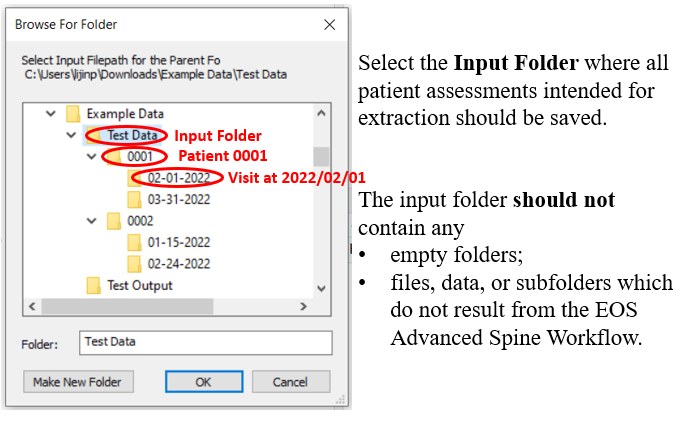 Browse For Folder
Select Input Filepath for the Parent Fo
C:\Users\ljinp\Downloads\Example Data\Test Data
Example Data
Test Data Input Folder
0001 Patient 0001
02-01-2022 Visit at 2022/02/01
03-31-2022
0002
01-15-2022
02-24-2022
Test Output
Folder: Test Data
Make New Folder OK Cancel
Select the Input Folder where all
patient assessments intended for
extraction should be saved.
The input folder should not
contain any
• empty folders;
• files, data, or subfolders which
do not result from the EOS
Advanced Spine Workflow.